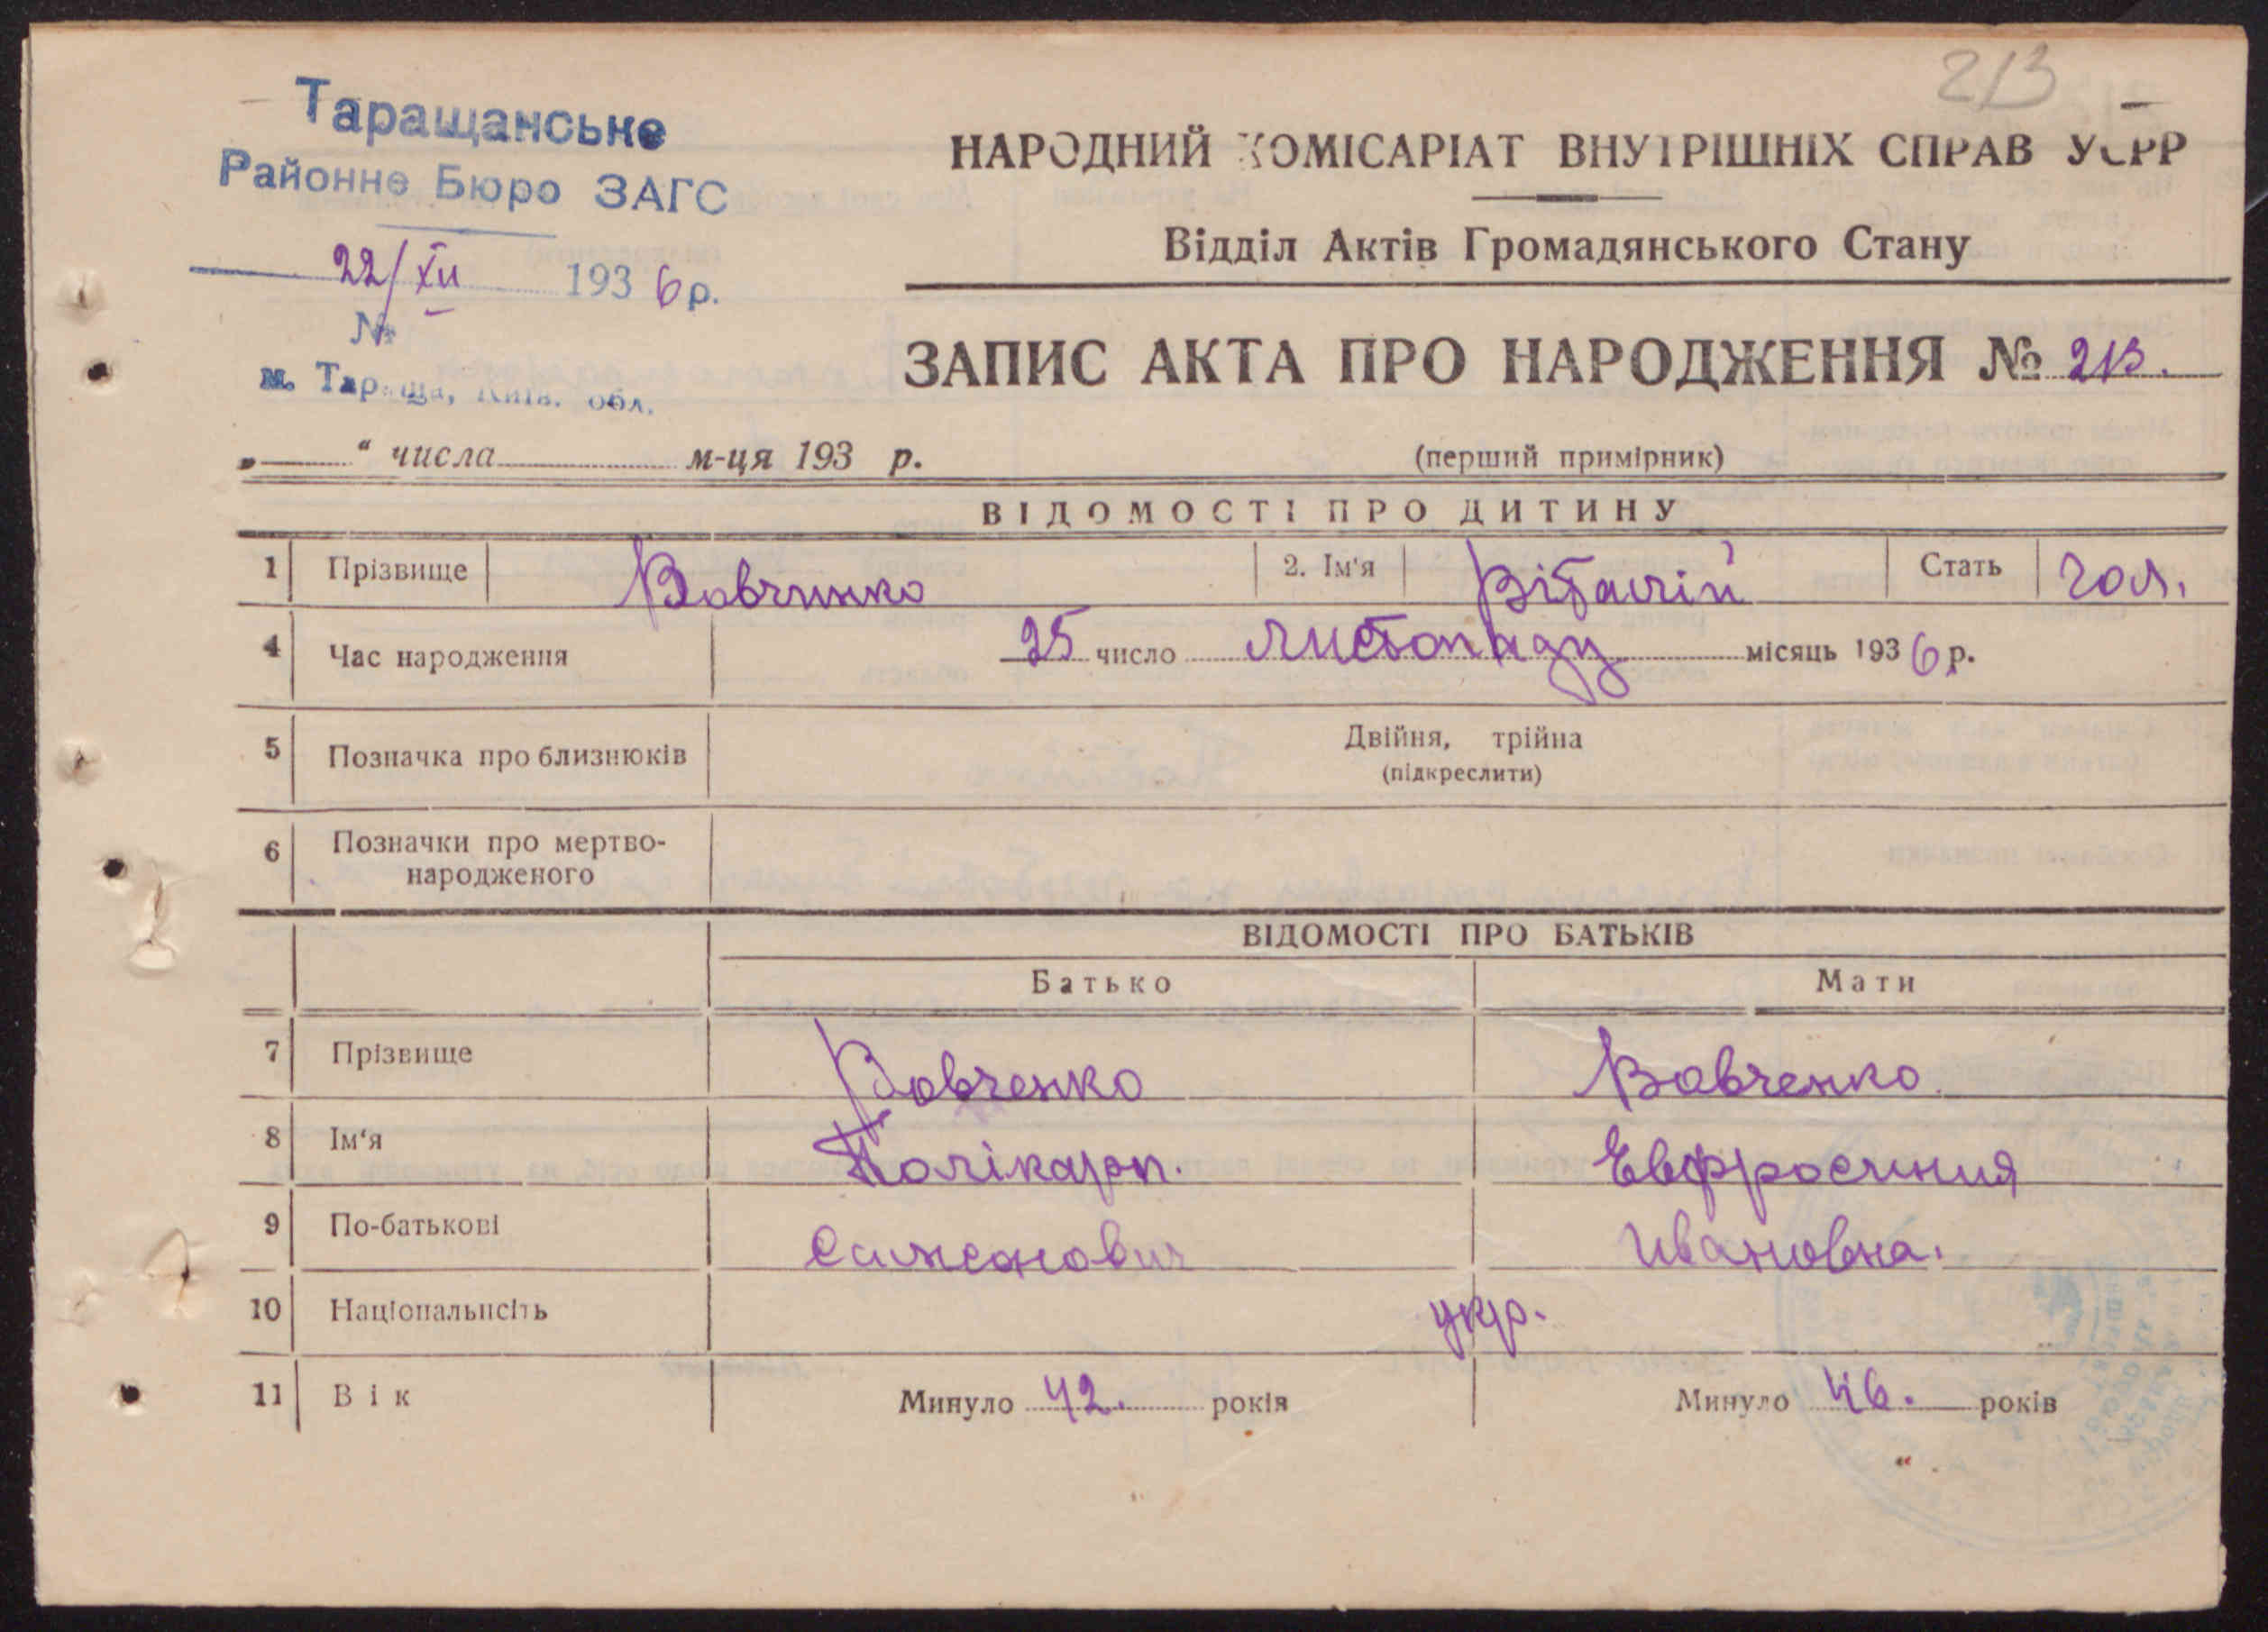 213
Таращанське
Районне Бюро ЗАГС
22/XII 1936 р.
№
м. Тараща, Київ. обл.
НАРОДНИЙ КОМІСАРІАТ ВНУТРІШНІХ СПРАВ УСРР
Відділ Актів Громадянського Стану
ЗАПИС АКТА ПРО НАРОДЖЕННЯ № 213.
„ “ числа м-ця 193 р.
(перший примірник)
ВІДОМОСТІ ПРО ДИТИНУ
1 Прізвище Вовчинко 2. Ім'я Віталій Стать чол.
4 Час народження 25 число листопаду місяць 1936 р.
5 Позначка про близнюків Двійня, трійна
(підкреслити)
6 Позначки про мертво-
народженого
ВІДОМОСТІ ПРО БАТЬКІВ
Батько Мати
7 Прізвище Вовченко Вовченко.
8 Ім‘я Полікарп. Евфросиния
9 По-батькові Самсонович Ивановна.
10 Національність укр.
11 Вік Минуло 42. років Минуло 46. років